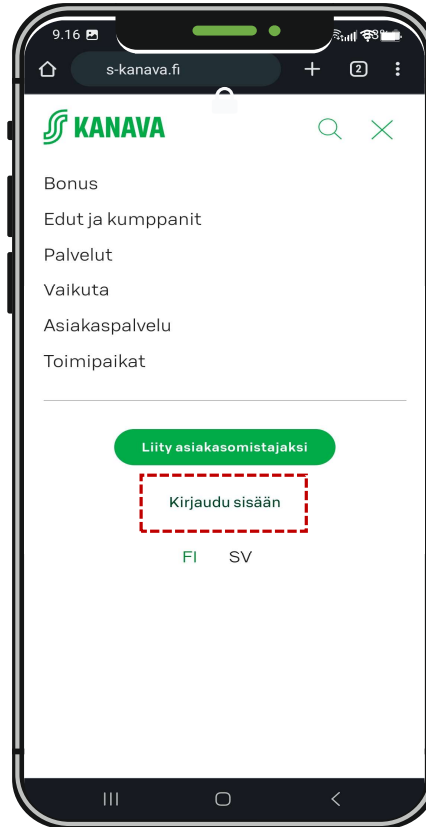 9.16
s-kanava.fi
2
KANAVA
Bonus
Edut ja kumppanit
Palvelut
Vaikuta
Asiakaspalvelu
Toimipaikat
Liity asiakasomistajaksi
Kirjaudu sisään
FI SV